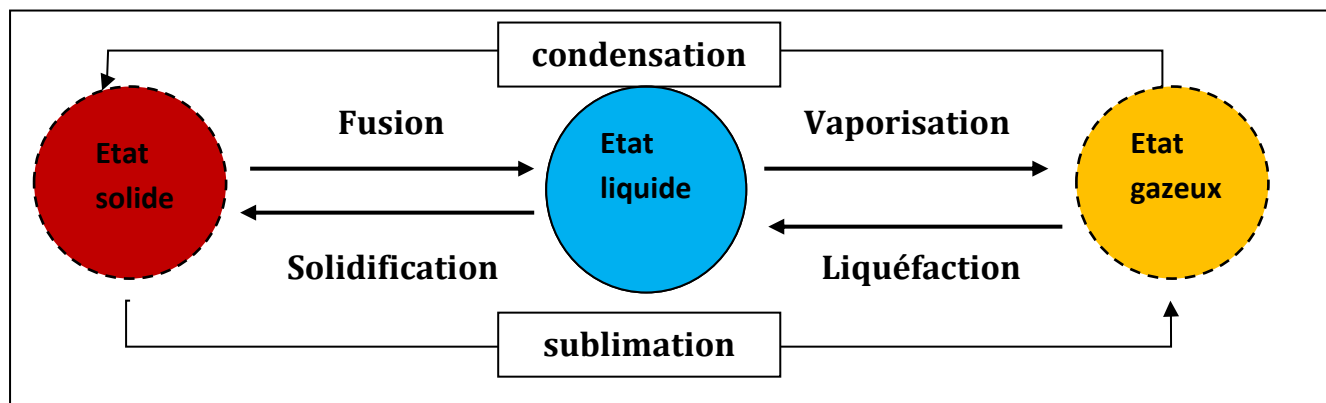 condensation
Fusion
Vaporisation
Etat
solide
Etat
liquide
Etat
gazeux
Solidification
Liquéfaction
sublimation